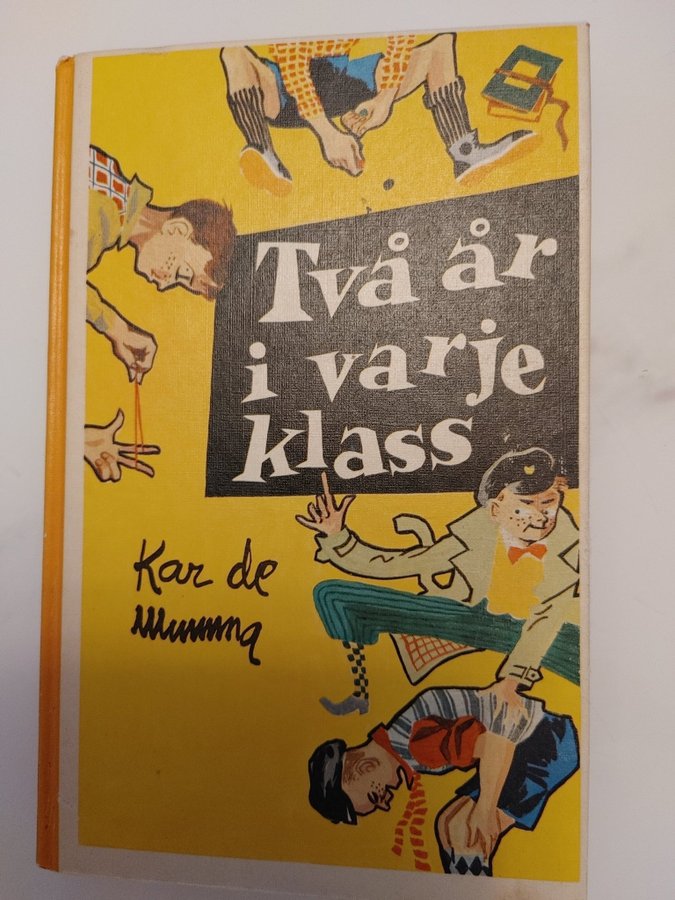 Två år
i varje
klass
Kar de
Mumma